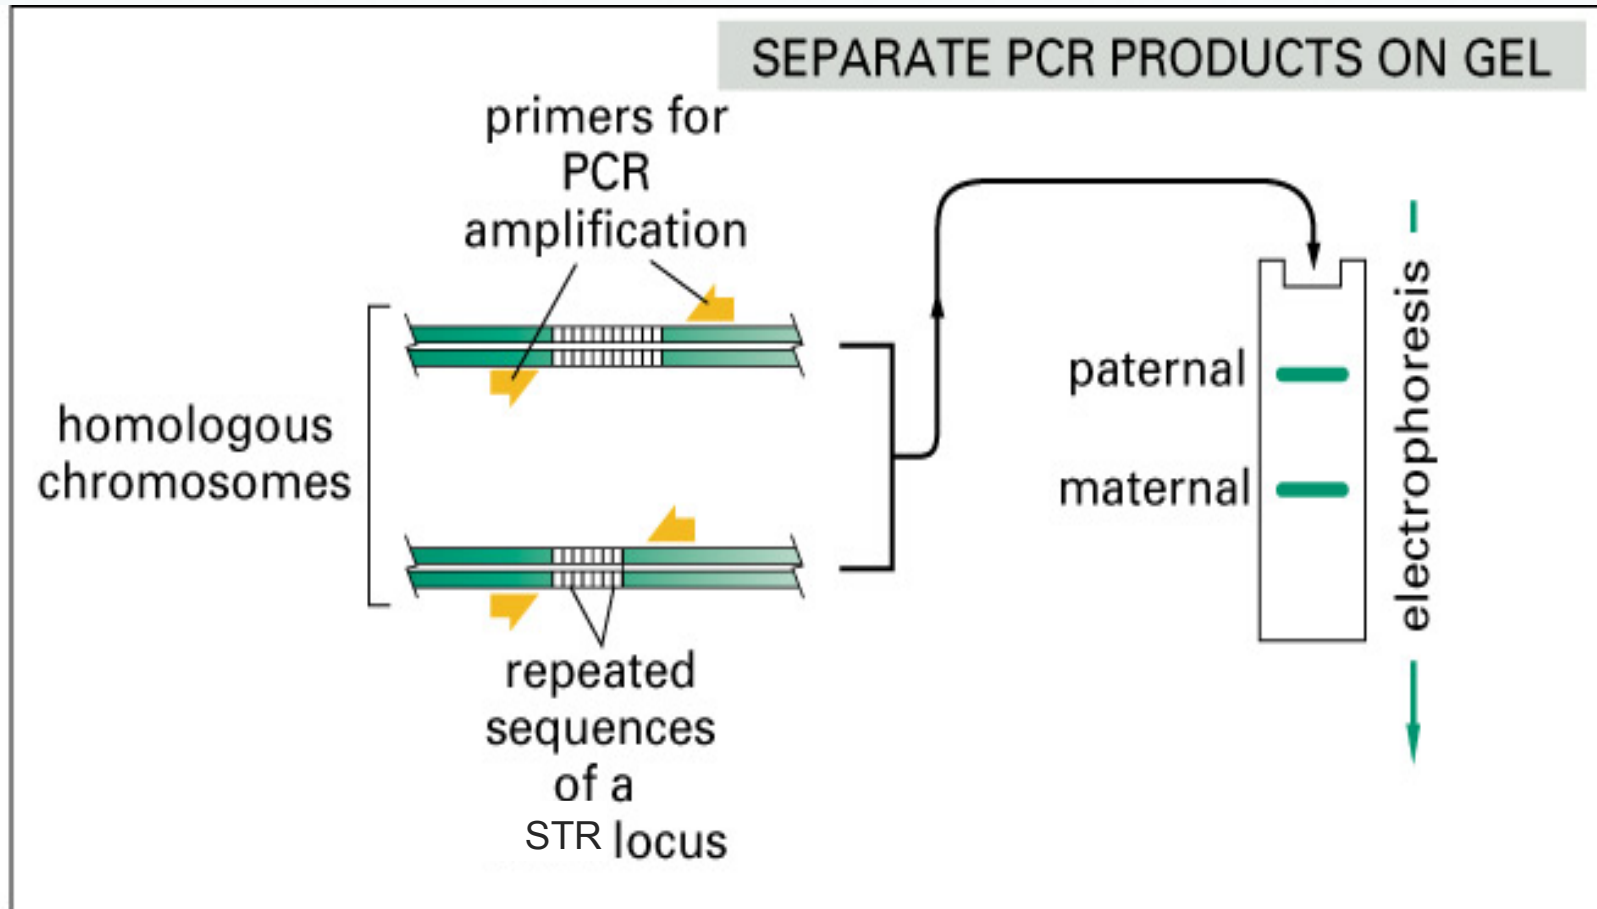 SEPARATE PCR PRODUCTS ON GEL
primers for
PCR
amplification
homologous
chromosomes
repeated
sequences
of a
STR locus
paternal
maternal
electrophoresis